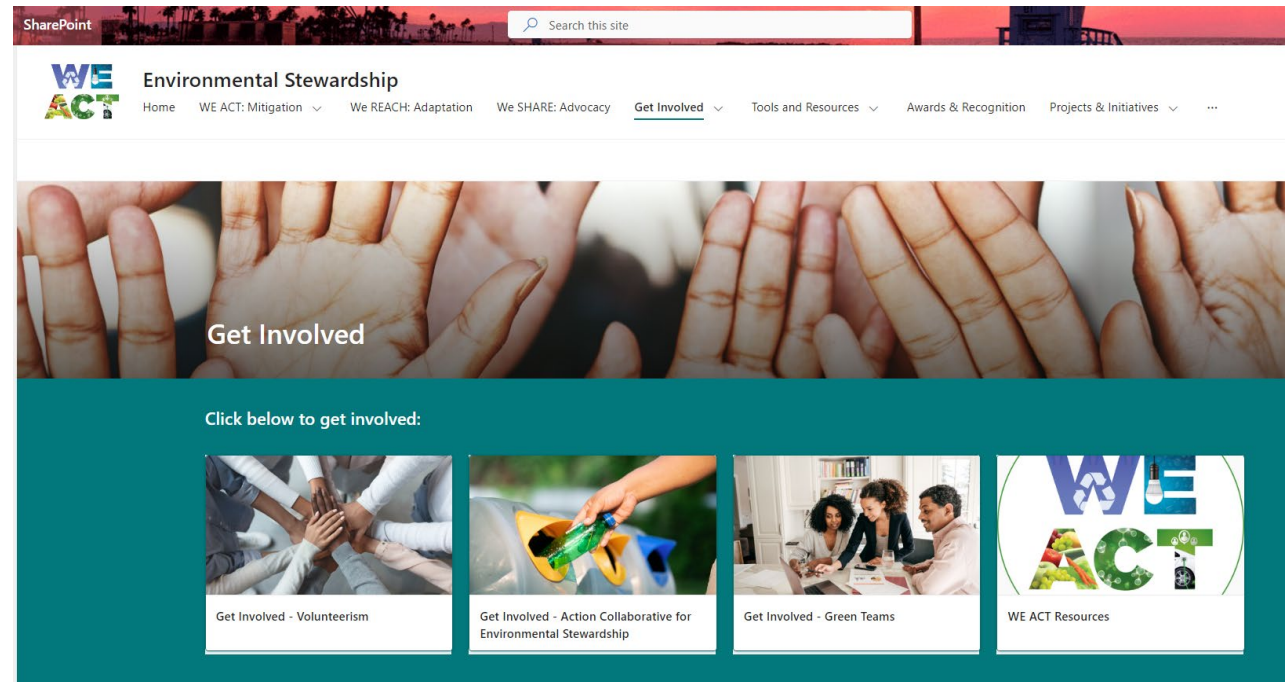 SharePoint
Search this site
WE
ACT
Environmental Stewardship
Home WE ACT: Mitigation We REACH: Adaptation We SHARE: Advocacy Get Involved Tools and Resources Awards & Recognition Projects & Initiatives ...
Get Involved
Click below to get involved:
WE
ACT
Get Involved - Volunteerism
Get Involved - Action Collaborative for
Environmental Stewardship
Get Involved - Green Teams
WE ACT Resources